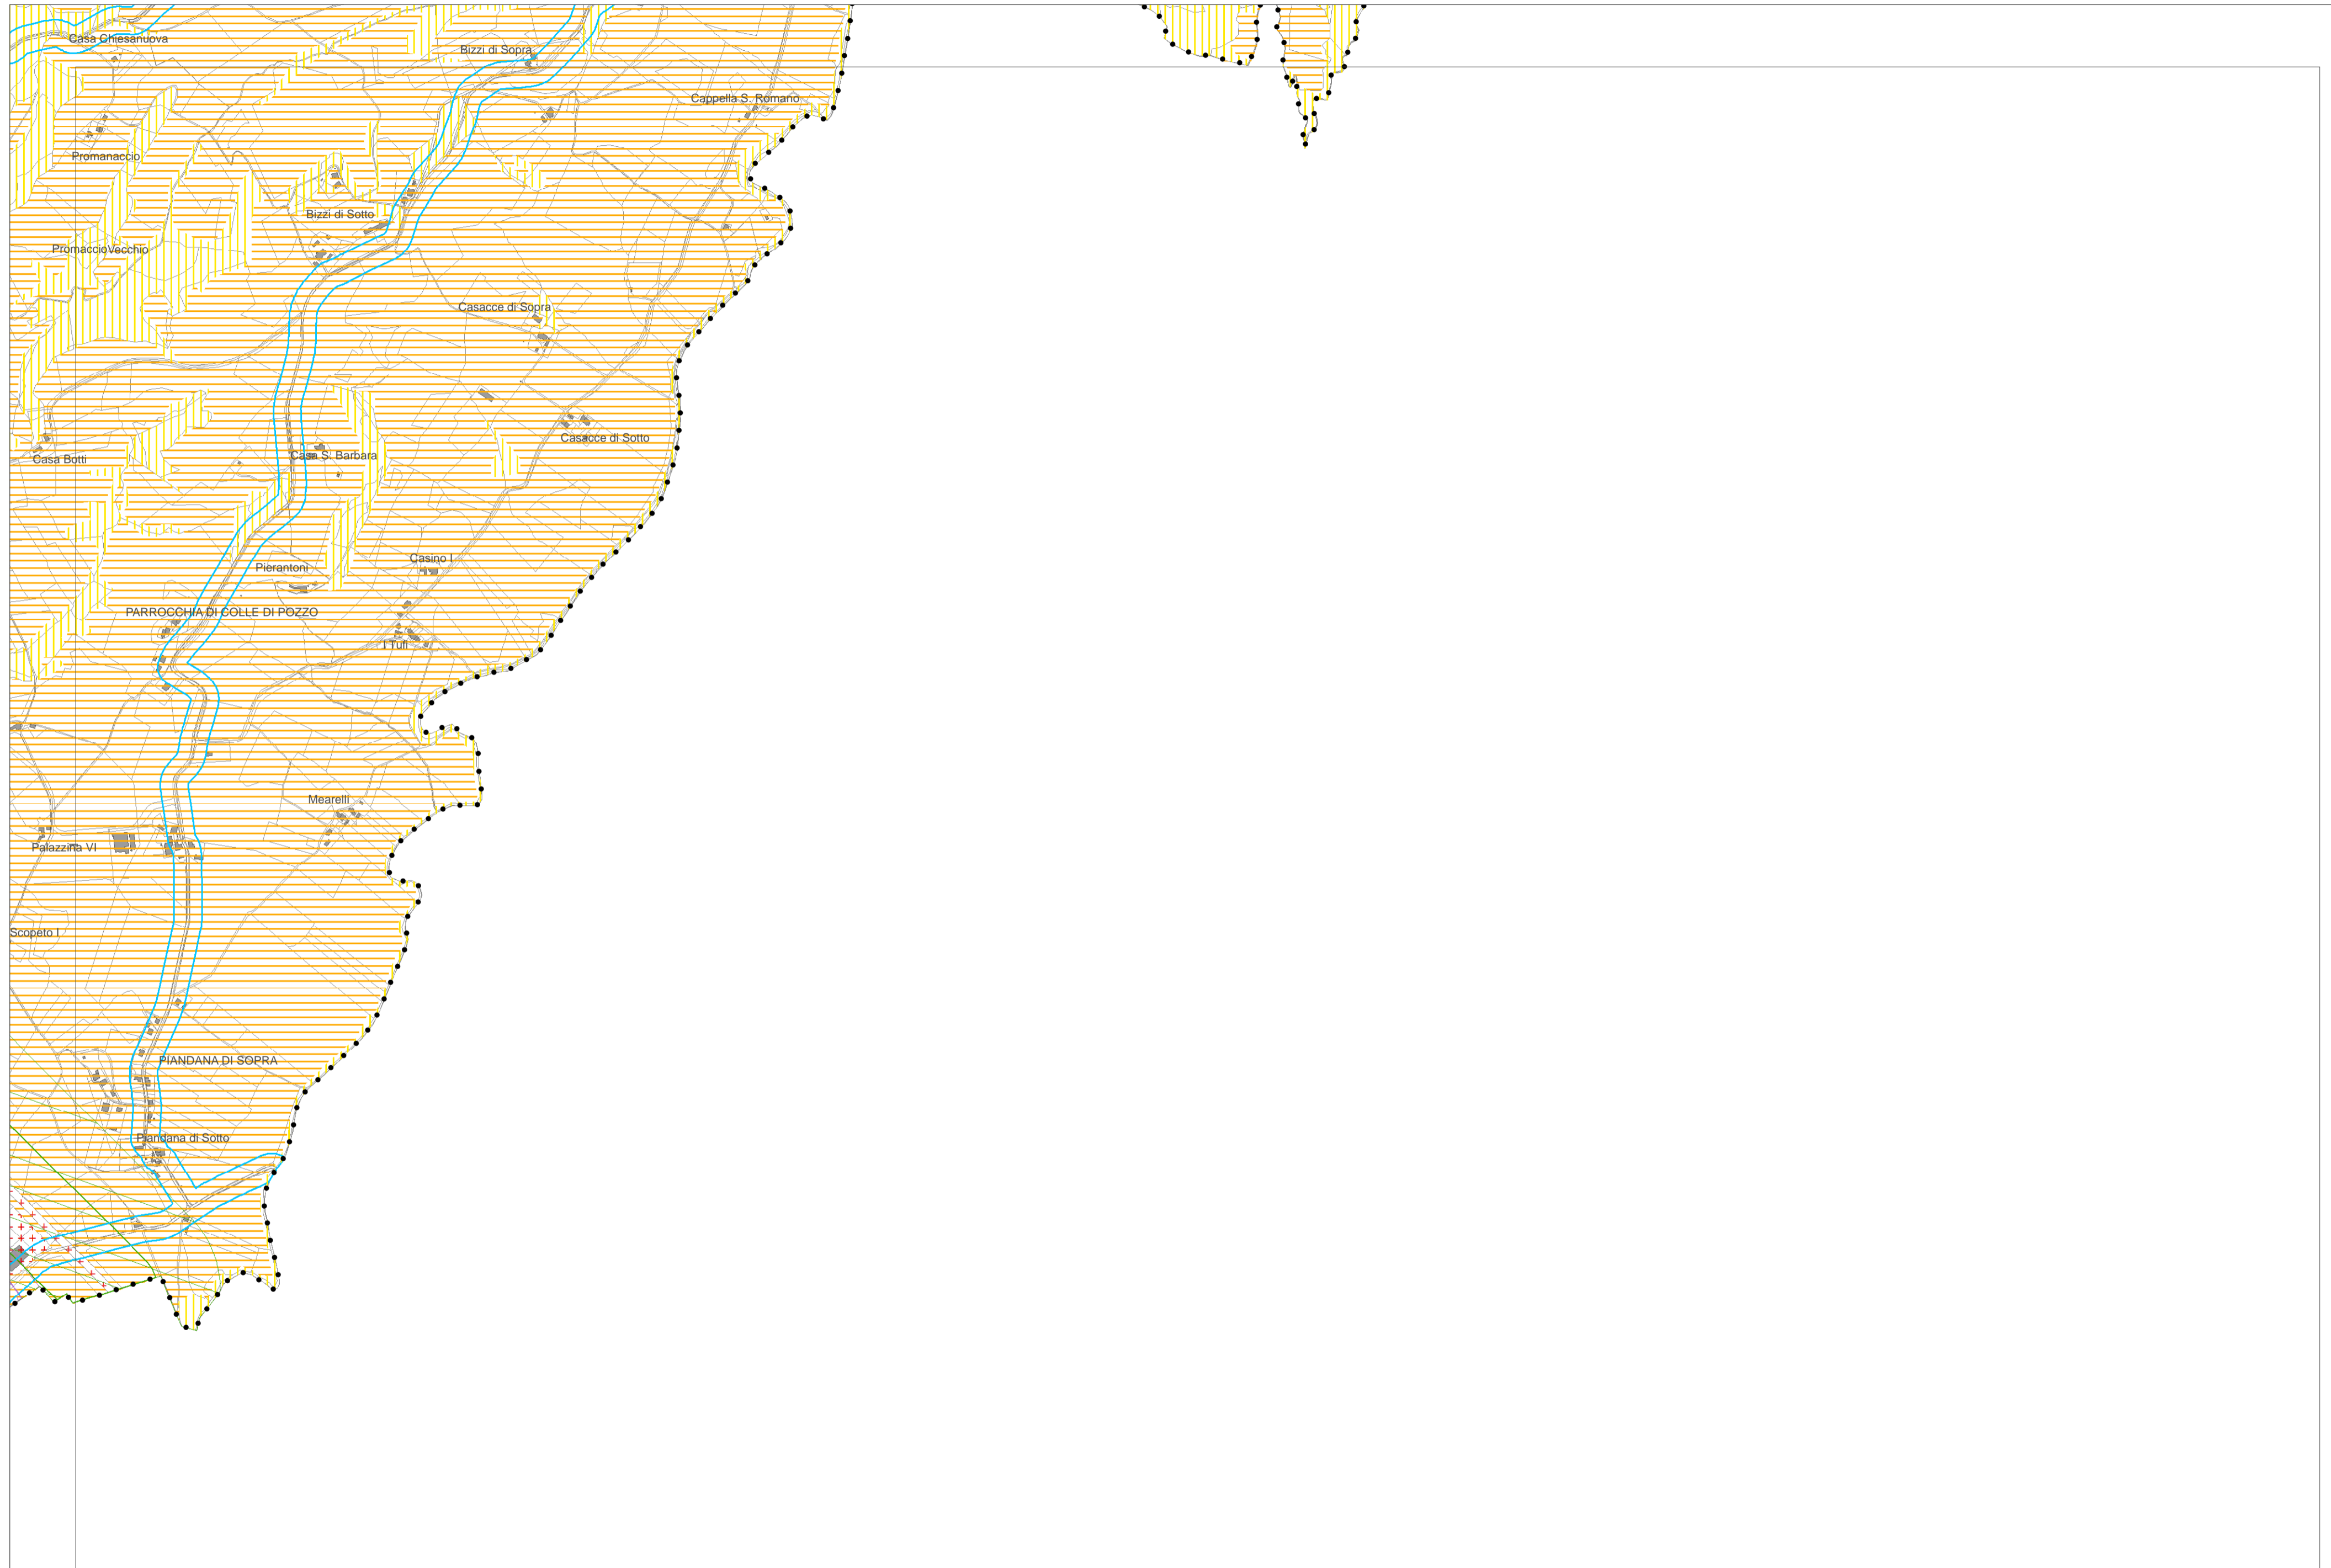 Casa Chiesanuova
Bizzi di Sopra
Cappella S. Romano
Promanaccio
Bizzi di Sotto
PromaccioVecchio
Casacce di Sopra
Casacce di Sotto
Casa Botti
Casa S. Barbara
Casino I
Pierantoni
PARROCCHIA DI COLLE DI POZZO
I Tufi
Mearelli
Palazzina VI
Scopeto I
PIANDANA DI SOPRA
Piandana di Sotto